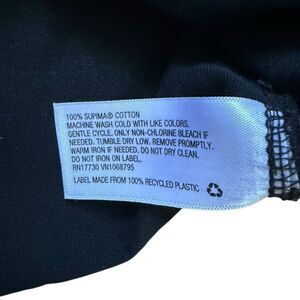 100% SUPIMA® COTTON
MACHINE WASH COLD WITH LIKE COLORS.
GENTLE CYCLE. ONLY NON-CHLORINE BLEACH IF
NEEDED. TUMBLE DRY LOW. REMOVE PROMPTLY.
WARM IRON IF NEEDED. DO NOT DRY CLEAN.
DO NOT IRON ON LABEL.
RN17730 VN1068795
LABEL MADE FROM 100% RECYCLED PLASTIC